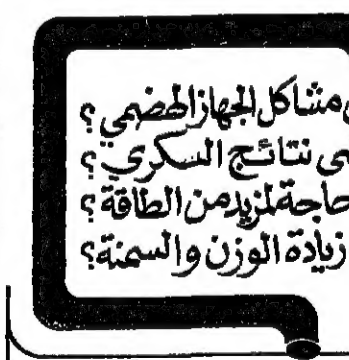 مشاكل الجهاز الهضمي ؟
نتائج السكري ؟
حاجة لمزيد من الطاقة ؟
زيادة الوزن والسمنة؟